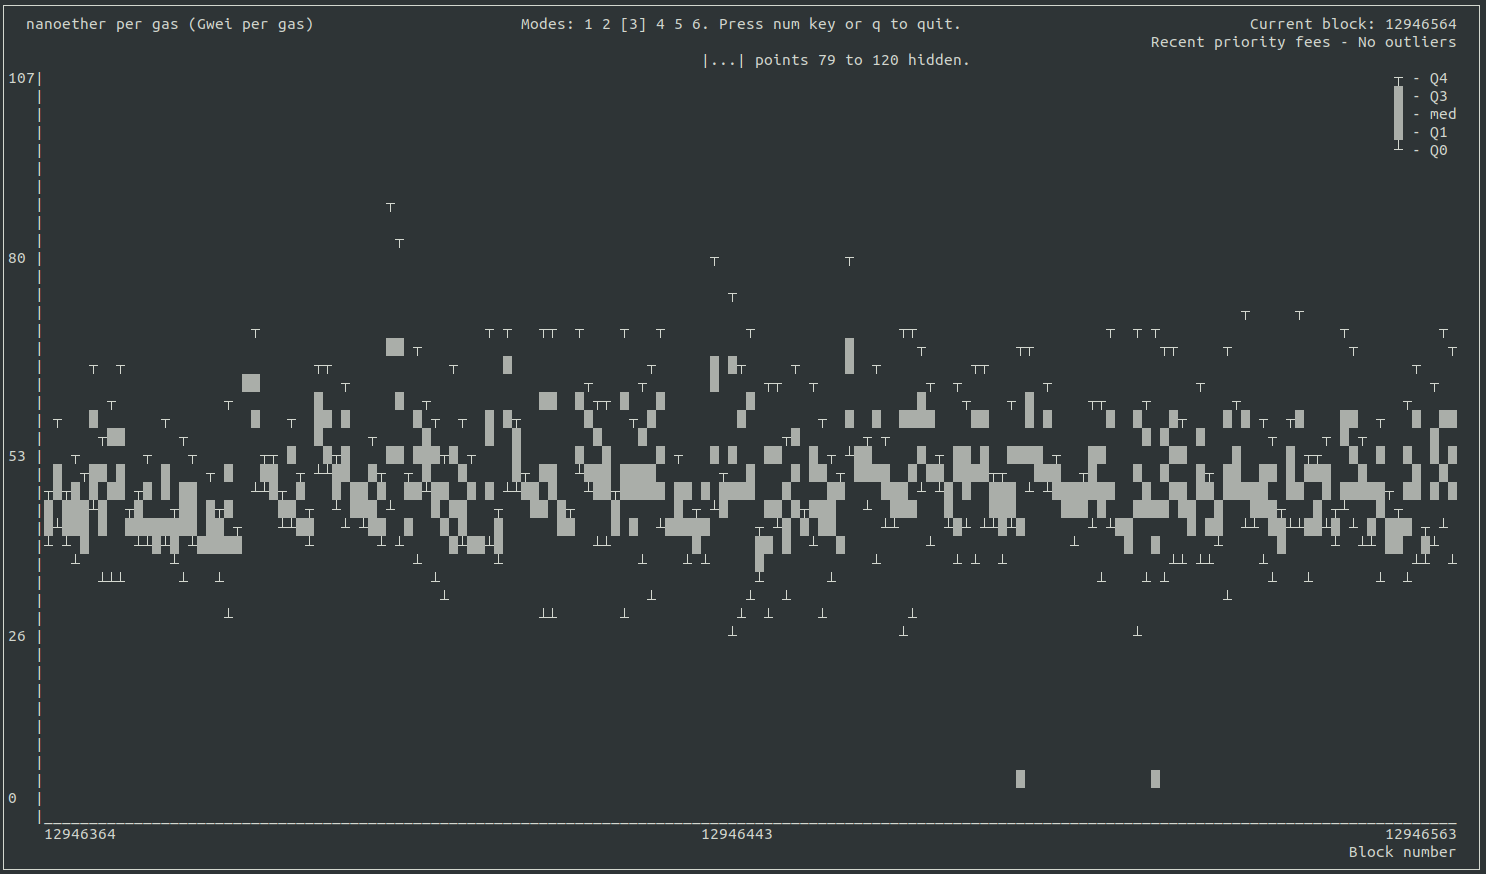 nanoether per gas (Gwei per gas) Modes: 1 2 [3] 4 5 6. Press num key or q to quit. Current block: 12946564
Recent priority fees - No outliers
|...| points 79 to 120 hidden.
107
- Q4
- Q3
- med
- Q1
- Q0
80
53
26
0
12946364 12946443 12946563
Block number